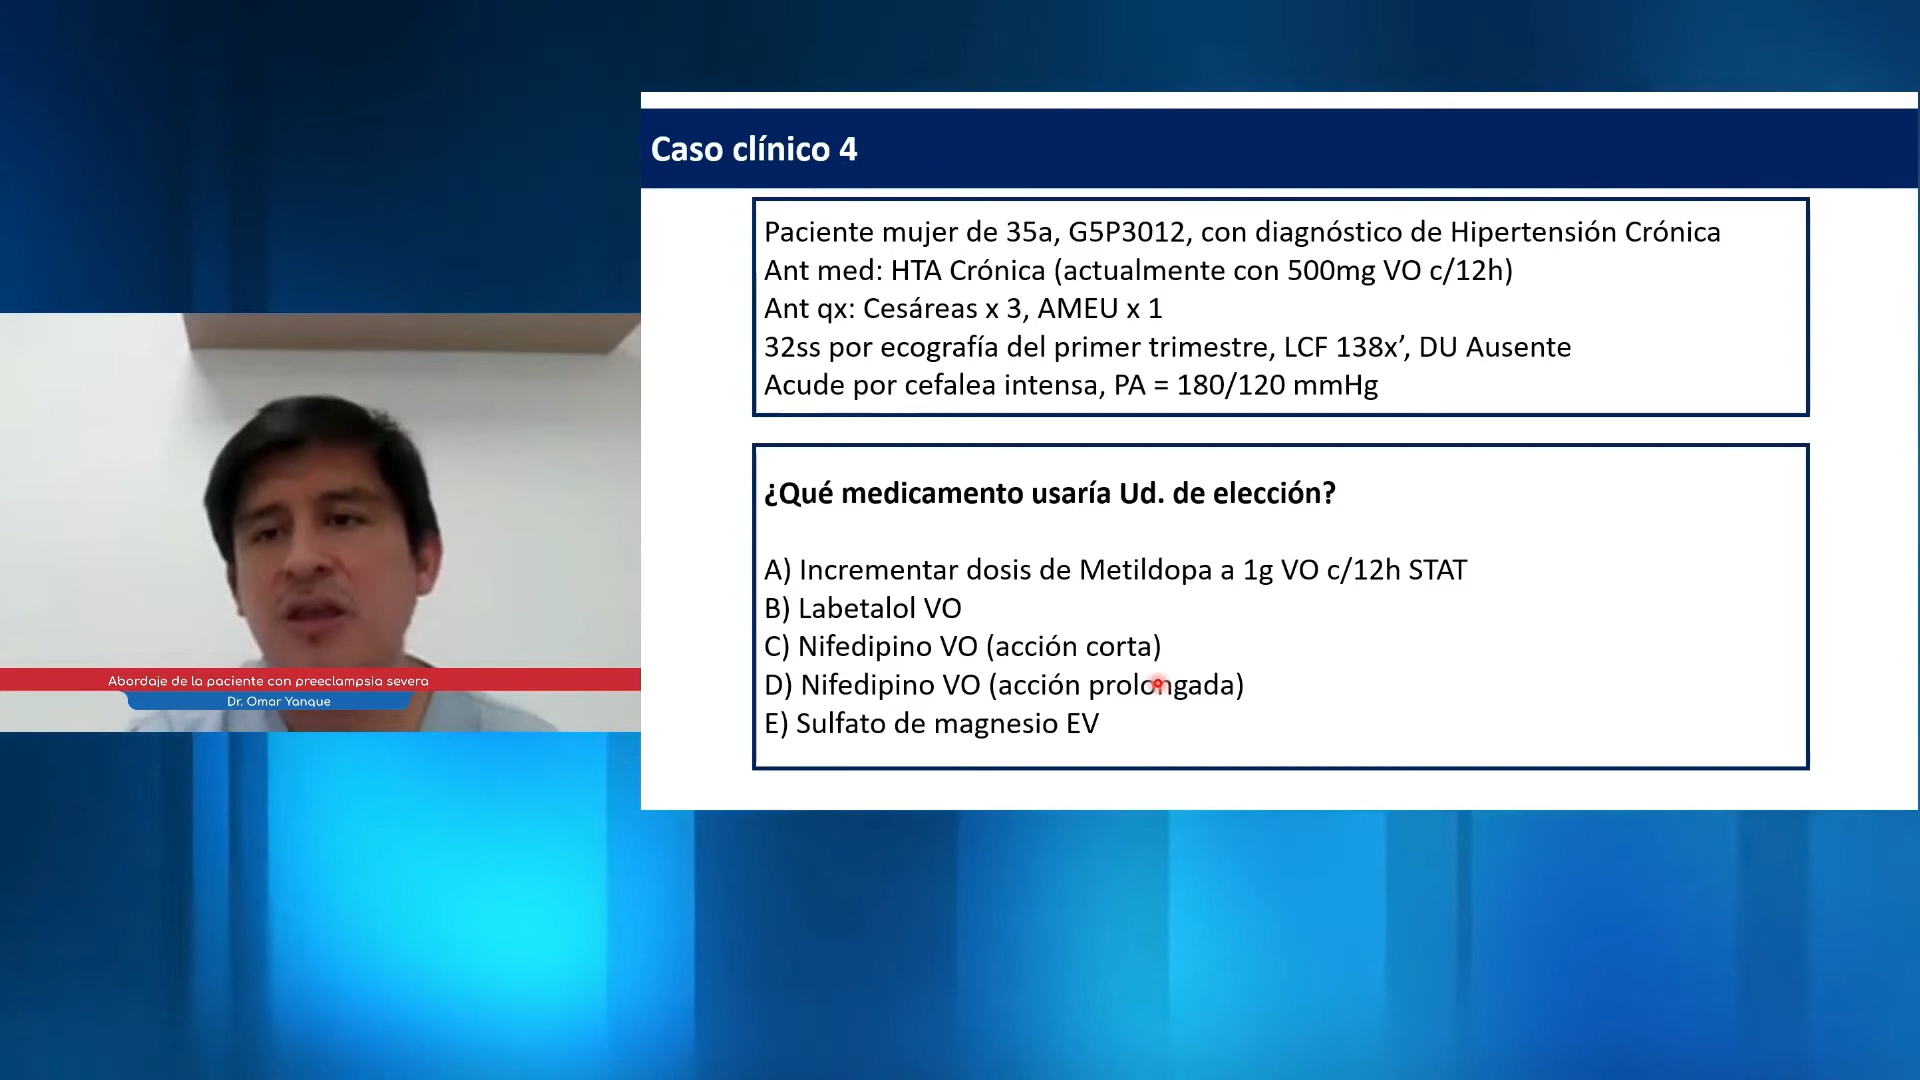 Caso clínico 4
Paciente mujer de 35a, G5P3012, con diagnóstico de Hipertensión Crónica
Ant med: HTA Crónica (actualmente con 500mg VO c/12h)
Ant qx: Cesáreas x 3, AMEU x 1
32ss por ecografía del primer trimestre, LCF 138x’, DU Ausente
Acude por cefalea intensa, PA = 180/120 mmHg
¿Qué medicamento usaría Ud. de elección?
A) Incrementar dosis de Metildopa a 1g VO c/12h STAT
B) Labetalol VO
C) Nifedipino VO (acción corta)
D) Nifedipino VO (acción prolongada)
E) Sulfato de magnesio EV
Abordaje de la paciente con preeclampsia severa
Dr. Omar Yanque